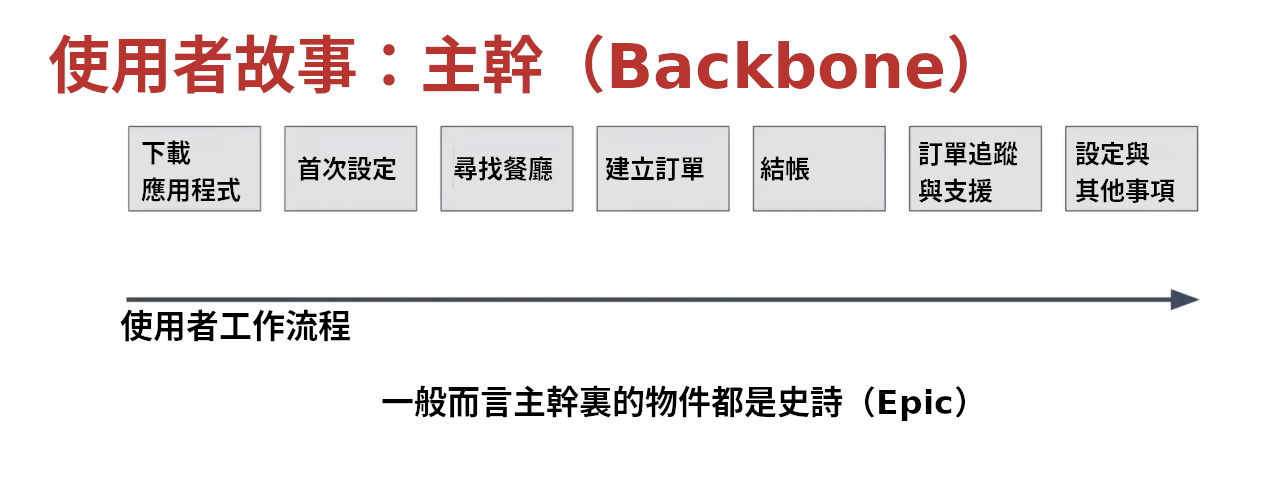 使用者故事：主幹（Backbone）
下載
應用程式
首次設定
尋找餐廳
建立訂單
結帳
訂單追蹤
與支援
設定與
其他事項
使用者工作流程
一般而言主幹裏的物件都是史詩（Epic）